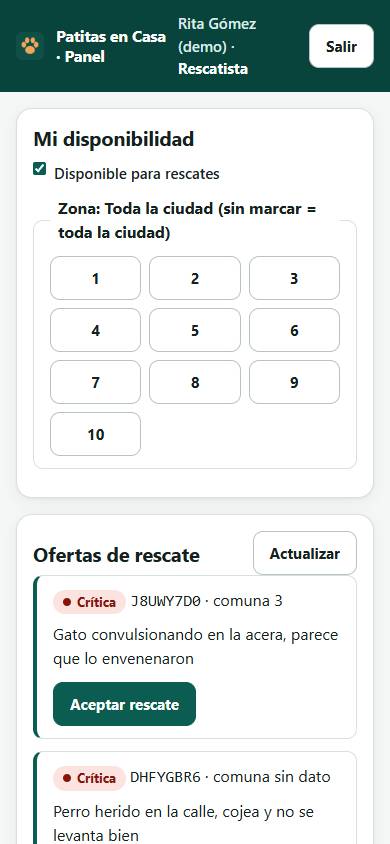 Patitas en Casa
· Panel
Rita Gómez
(demo) ·
Rescatista
Salir
Mi disponibilidad
Disponible para rescates
Zona: Toda la ciudad (sin marcar =
toda la ciudad)
1 2 3
4 5 6
7 8 9
10
Ofertas de rescate
Actualizar
Crítica J8UWY7D0 · comuna 3
Gato convulsionando en la acera, parece
que lo envenenaron
Aceptar rescate
Crítica DHFYGBR6 · comuna sin dato
Perro herido en la calle, cojea y no se
levanta bien